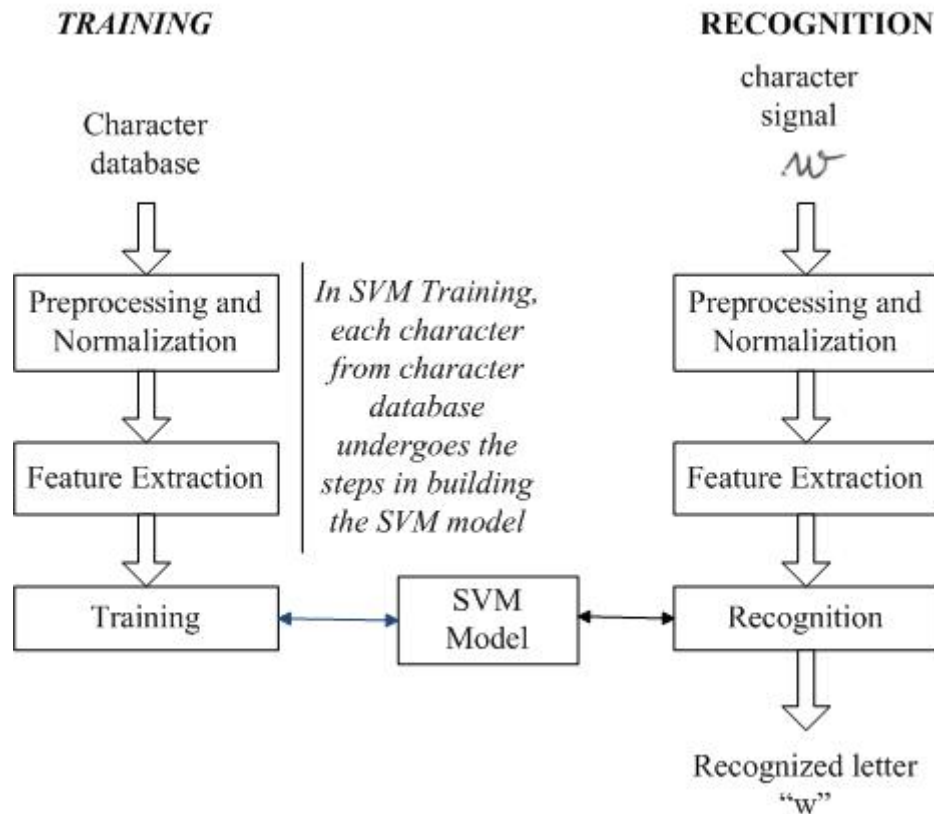 TRAINING
Character
database
Preprocessing and
Normalization
Feature Extraction
Training
In SVM Training,
each character
from character
database
undergoes the
steps in building
the SVM model
SVM
Model
RECOGNITION
character
signal
w
Preprocessing and
Normalization
Feature Extraction
Recognition
Recognized letter
“w”